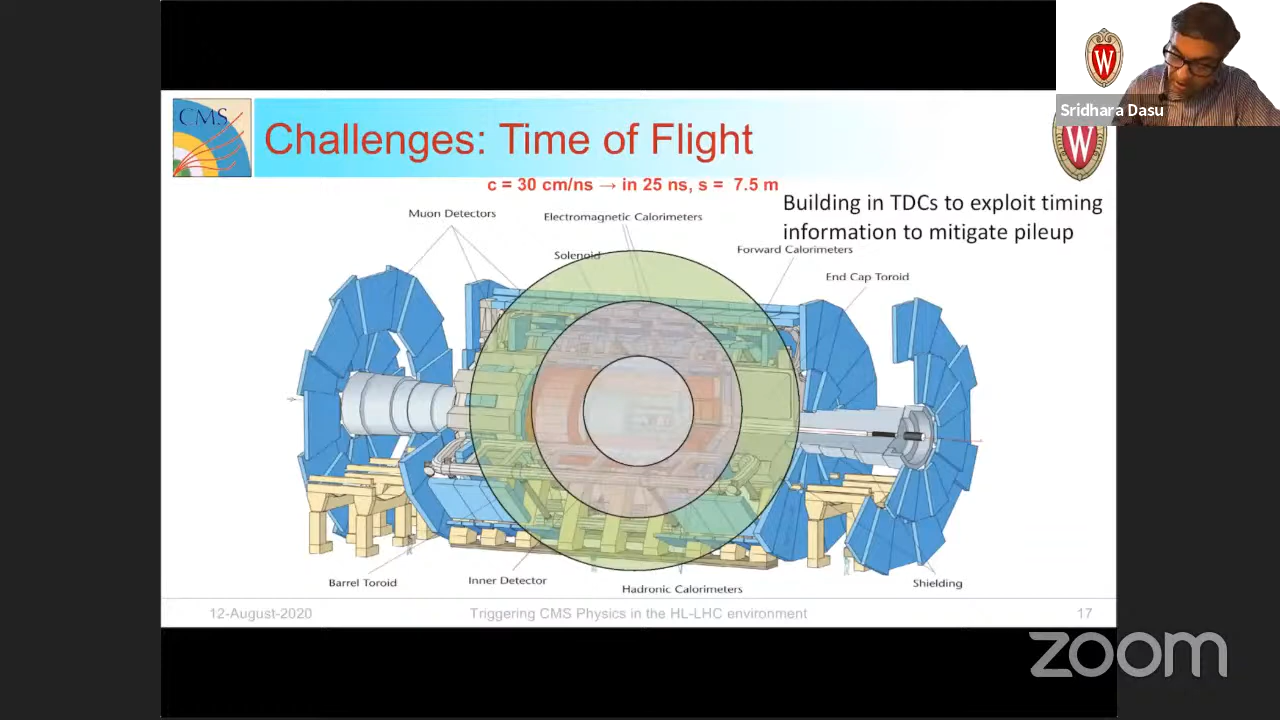 W
Sridhara Dasu
CMS
Challenges: Time of Flight
W
c = 30 cm/ns → in 25 ns, s = 7.5 m
Building in TDCs to exploit timing
information to mitigate pileup
Muon Detectors
Electromagnetic Calorimeters
Forward Calorimeters
Solenoid
End Cap Toroid
Barrel Toroid
Inner Detector
Hadronic Calorimeters
Shielding
12-August-2020
Triggering CMS Physics in the HL-LHC environment
17
zoom